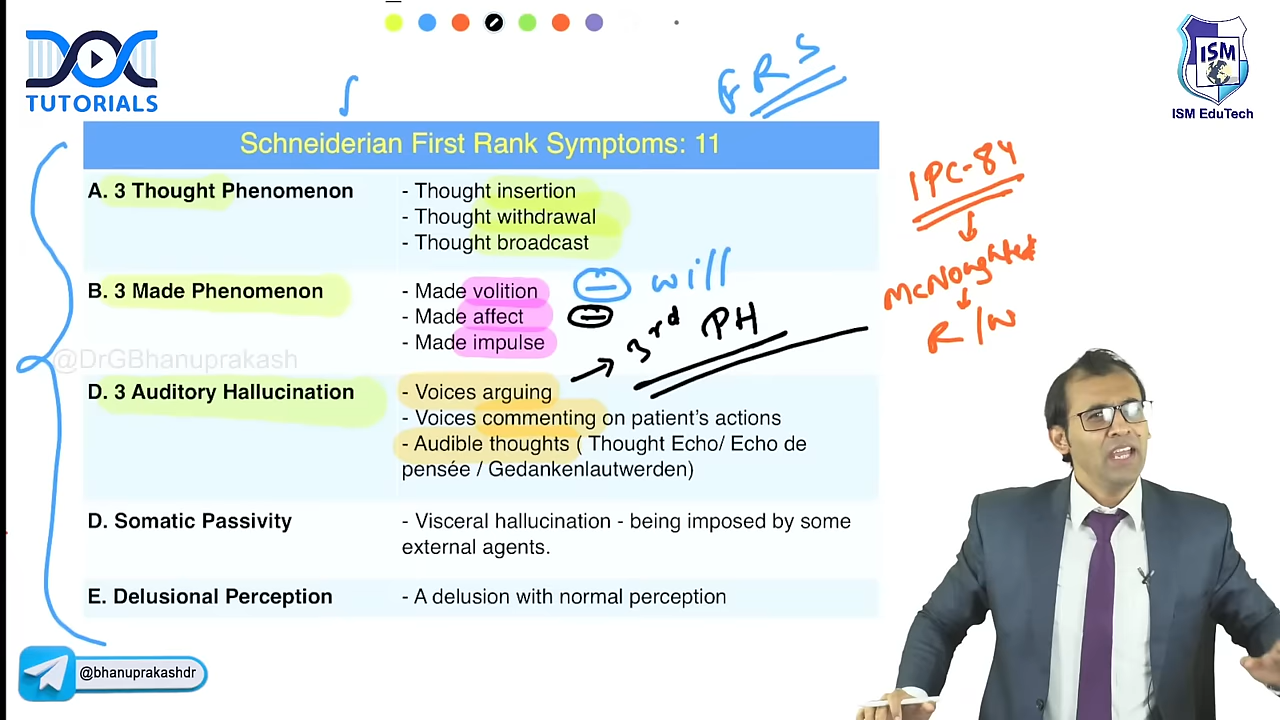 DOC
TUTORIALS
FRS
ISM
ISM EduTech
Schneiderian First Rank Symptoms: 11
IPC-84
McNaughten
R/W
A. 3 Thought Phenomenon
- Thought insertion
- Thought withdrawal
- Thought broadcast
B. 3 Made Phenomenon
- Made volition
- Made affect
- Made impulse
will
3rd PH
@DrGBhanuprakash
D. 3 Auditory Hallucination
- Voices arguing
- Voices commenting on patient's actions
- Audible thoughts ( Thought Echo/ Echo de
pensée / Gedankenlautwerden)
D. Somatic Passivity
- Visceral hallucination - being imposed by some
external agents.
E. Delusional Perception
- A delusion with normal perception
@bhanuprakashdr